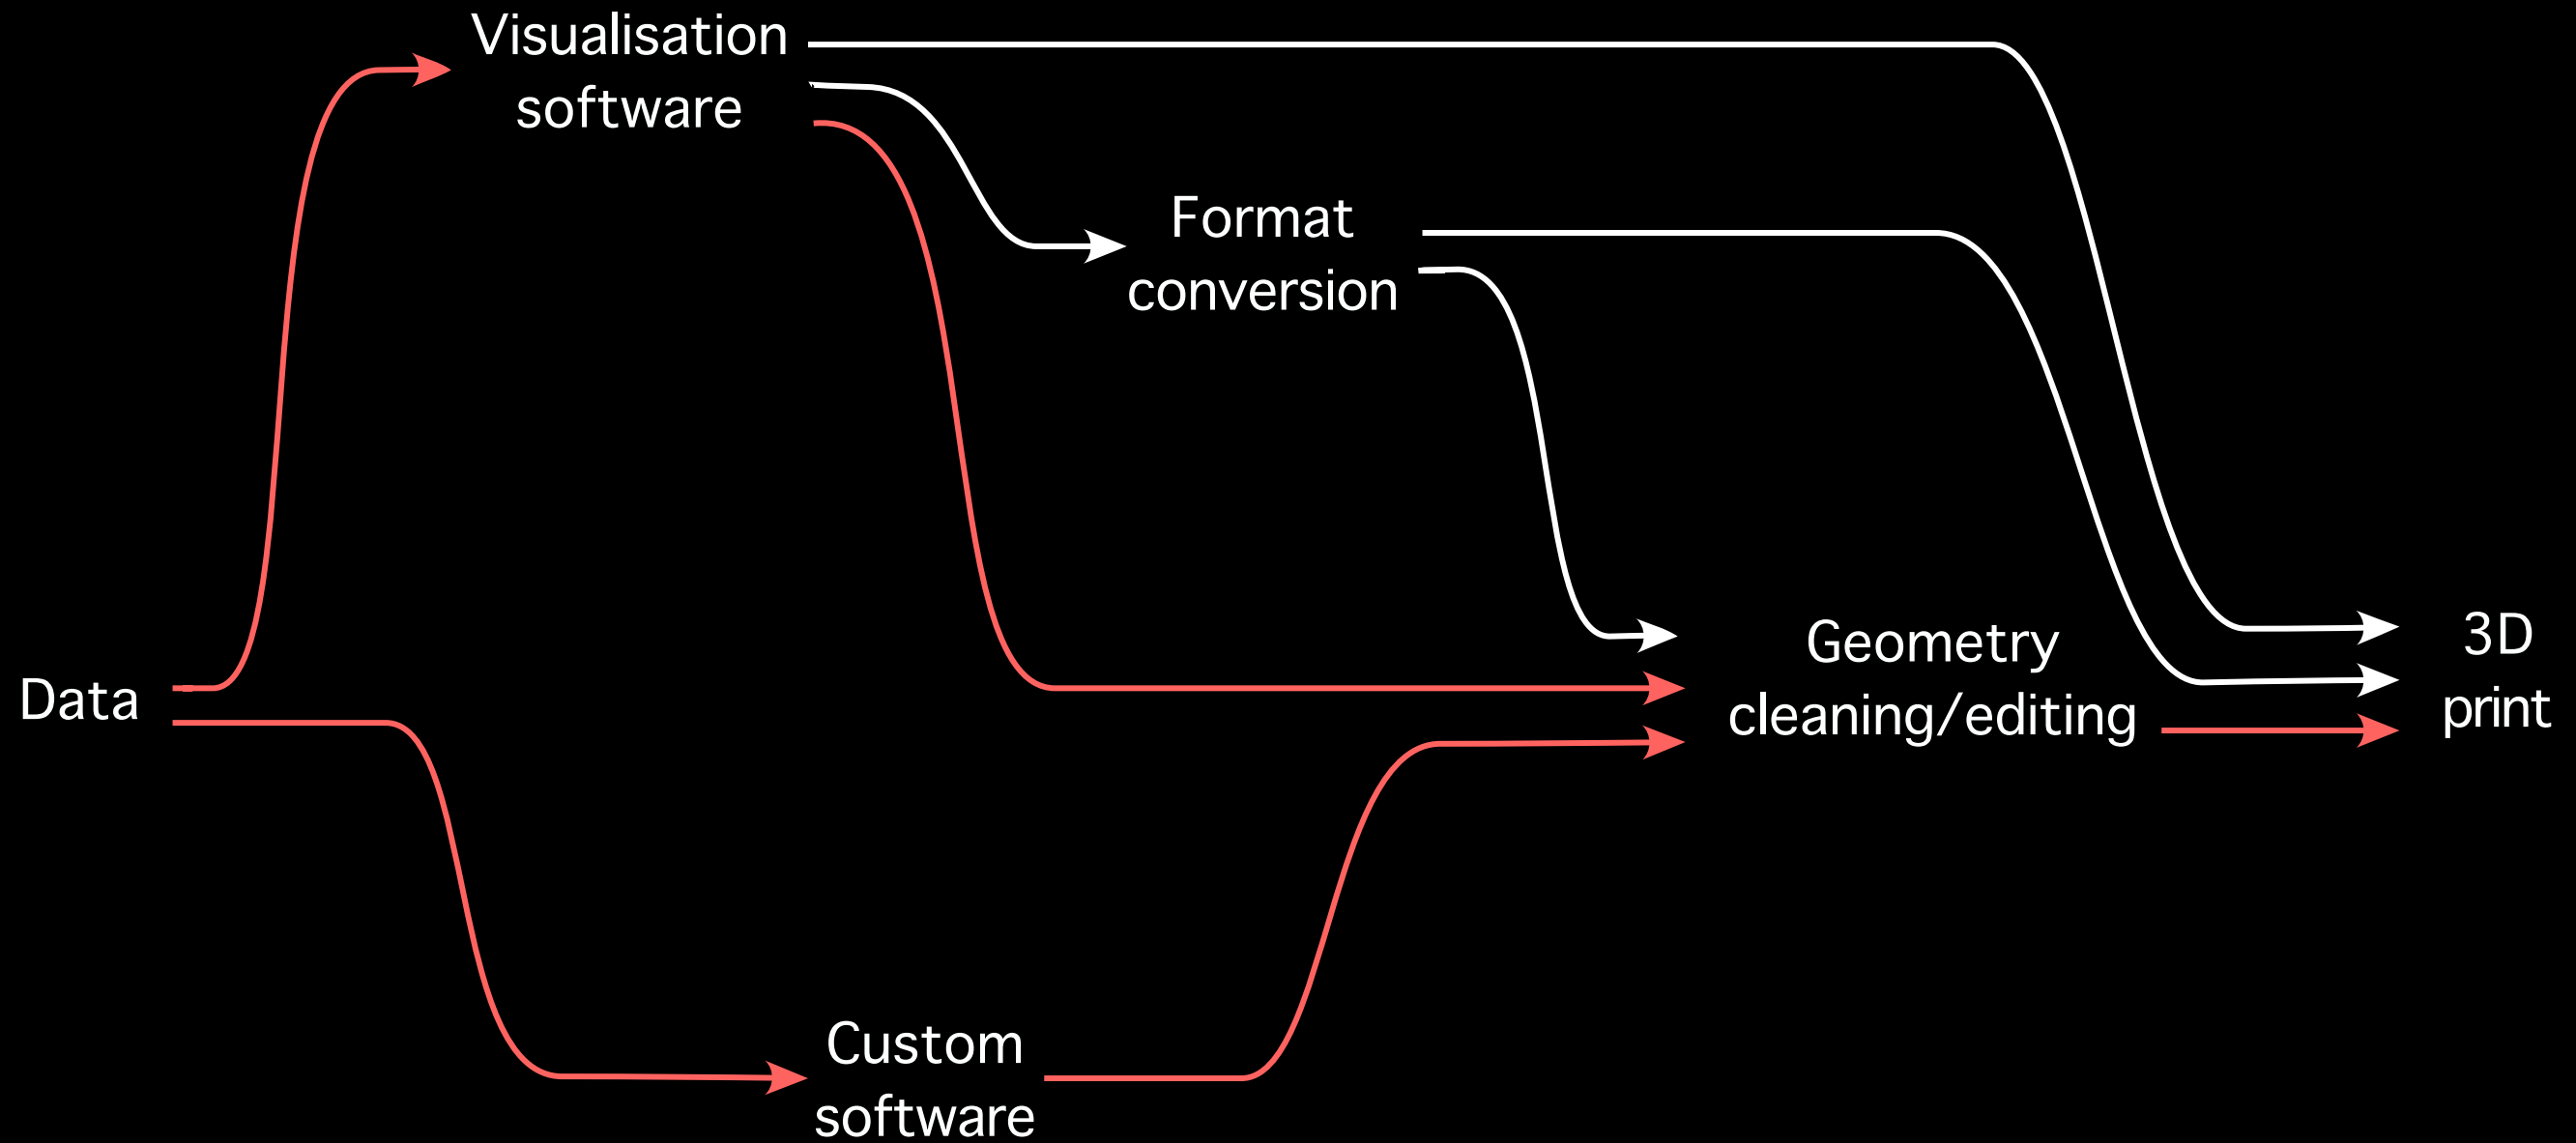 Visualisation
software
Format
conversion
Data
Geometry
cleaning/editing
3D
print
Custom
software